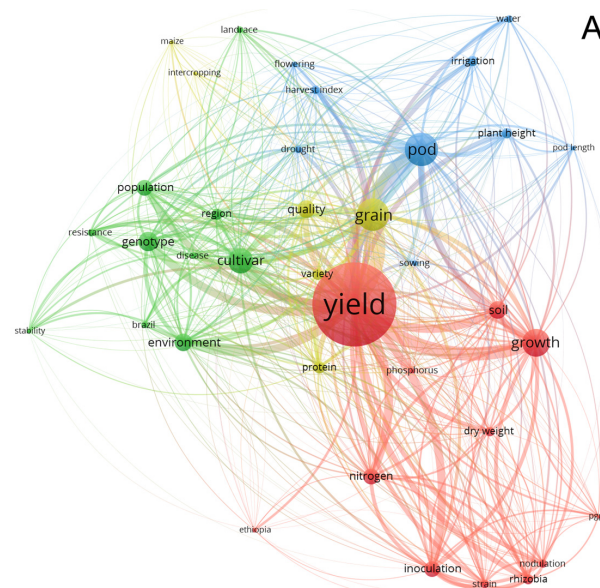 A
water
landrace
maize
irrigation
flowering
intercropping
harvest index
plant height
drought
pod
pod length
population
quality
grain
region
resistance
genotype
disease
cultivar
sowing
variety
yield
soil
stability
brazil
environment
growth
protein
phosphorus
dry weight
nitrogen
ethiopia
inoculation
nodulation
strain
rhizobia